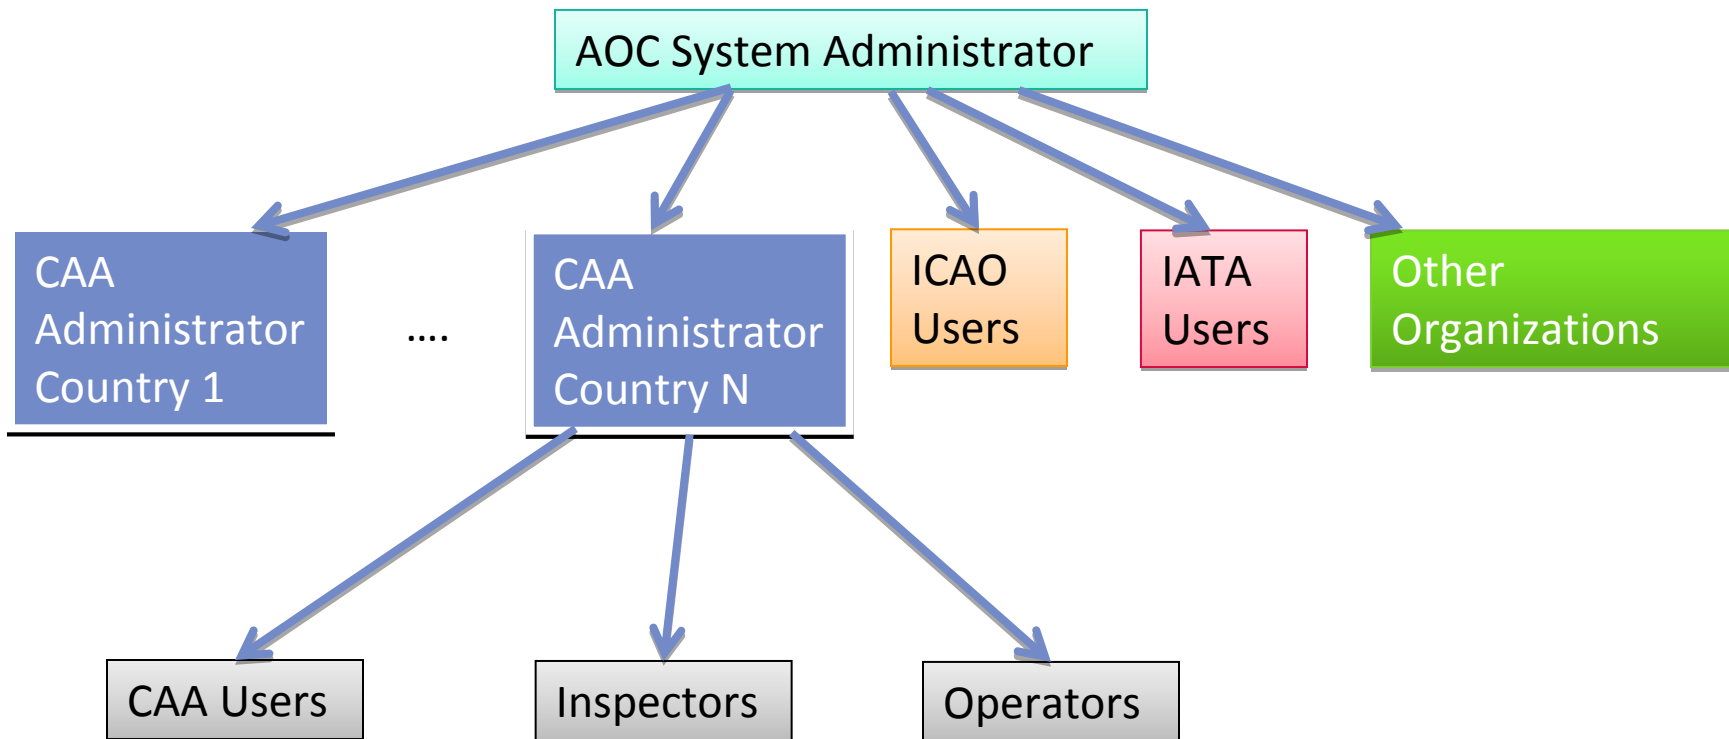 AOC System Administrator
CAA
Administrator
Country 1
....
CAA
Administrator
Country N
ICAO
Users
IATA
Users
Other
Organizations
CAA Users
Inspectors
Operators